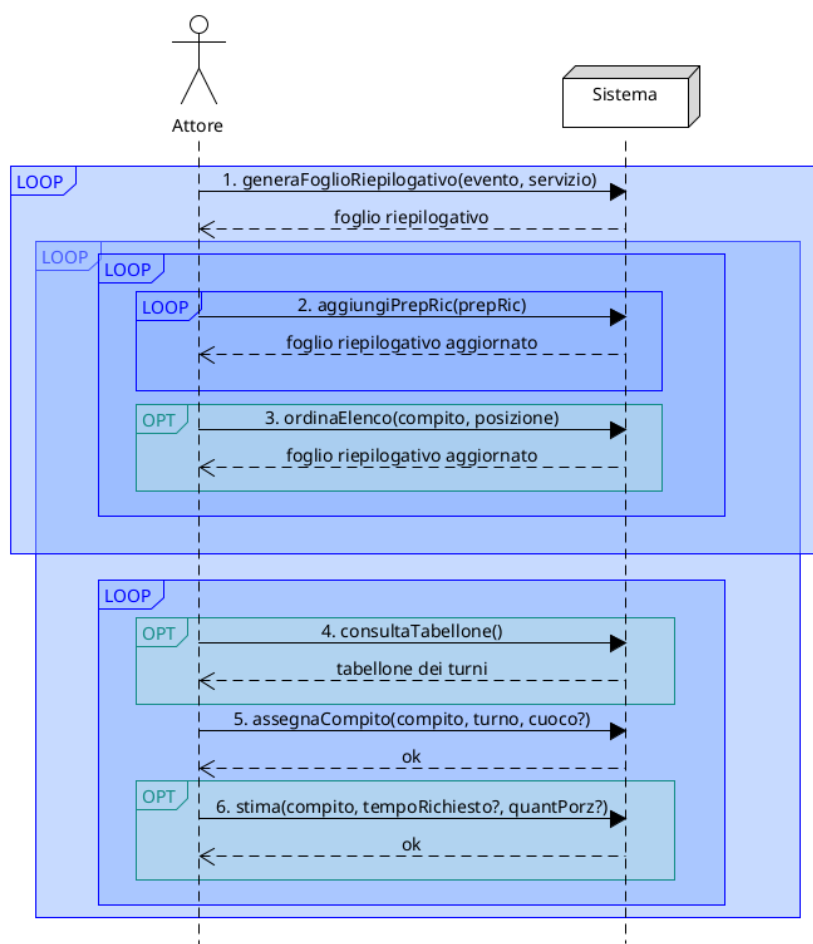 Attore
Sistema
LOOP
1. generaFoglioRiepilogativo(evento, servizio)
foglio riepilogativo
LOOP
LOOP
LOOP
2. aggiungiPrepRic(prepRic)
foglio riepilogativo aggiornato
OPT
3. ordinaElenco(compito, posizione)
foglio riepilogativo aggiornato
LOOP
OPT
4. consultaTabellone()
tabellone dei turni
5. assegnaCompito(compito, turno, cuoco?)
ok
OPT
6. stima(compito, tempoRichiesto?, quantPorz?)
ok